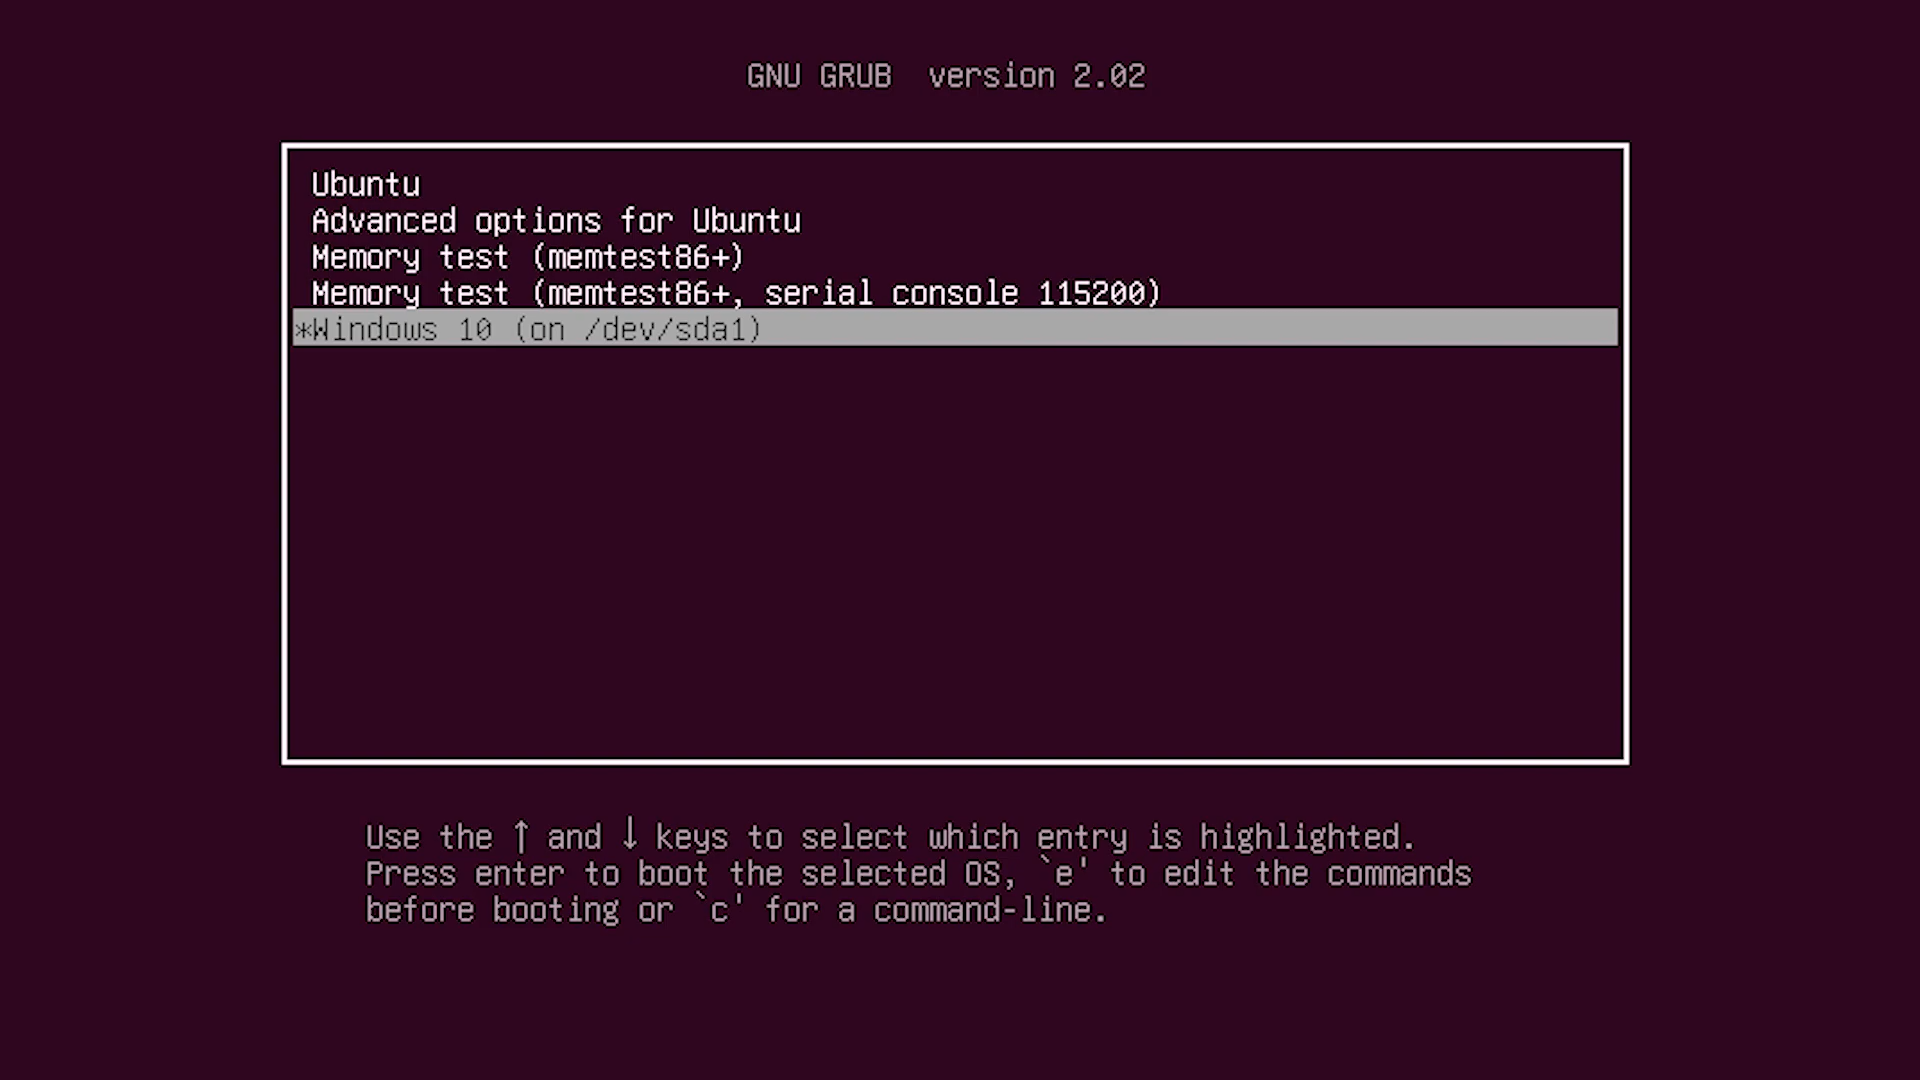 GNU GRUB  version 2.02
Ubuntu
Advanced options for Ubuntu
Memory test (memtest86+)
Memory test (memtest86+, serial console 115200)
*Windows 10 (on /dev/sda1)
Use the ↑ and ↓ keys to select which entry is highlighted.
Press enter to boot the selected OS, `e' to edit the commands
before booting or `c' for a command-line.